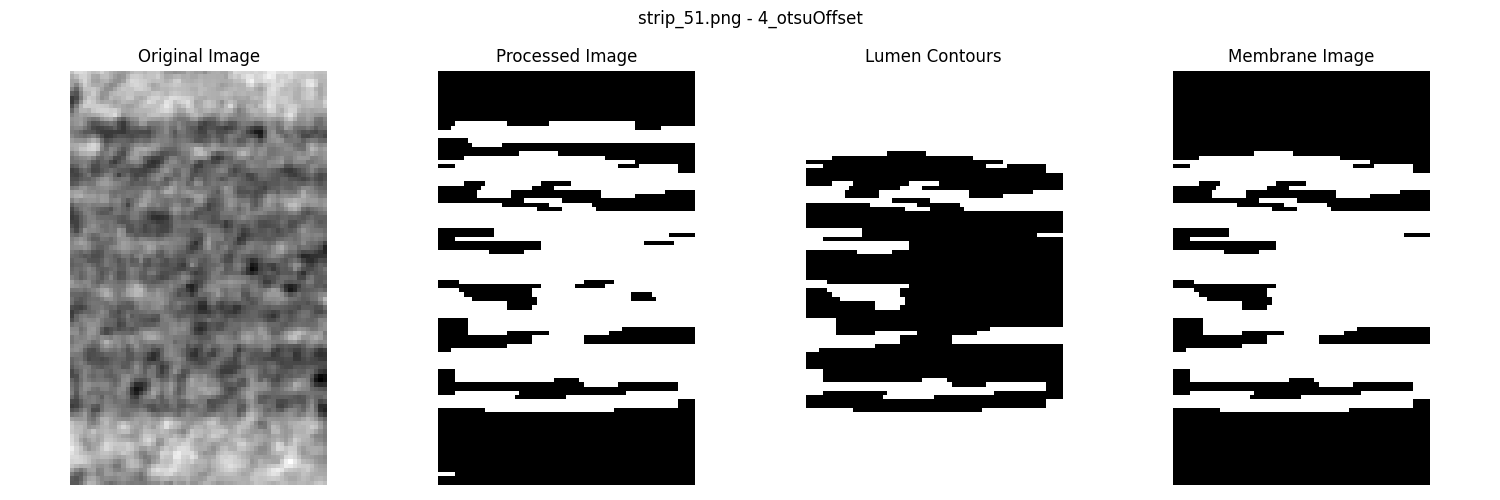 strip_51.png - 4_otsuOffset
Original Image
Processed Image
Lumen Contours
Membrane Image